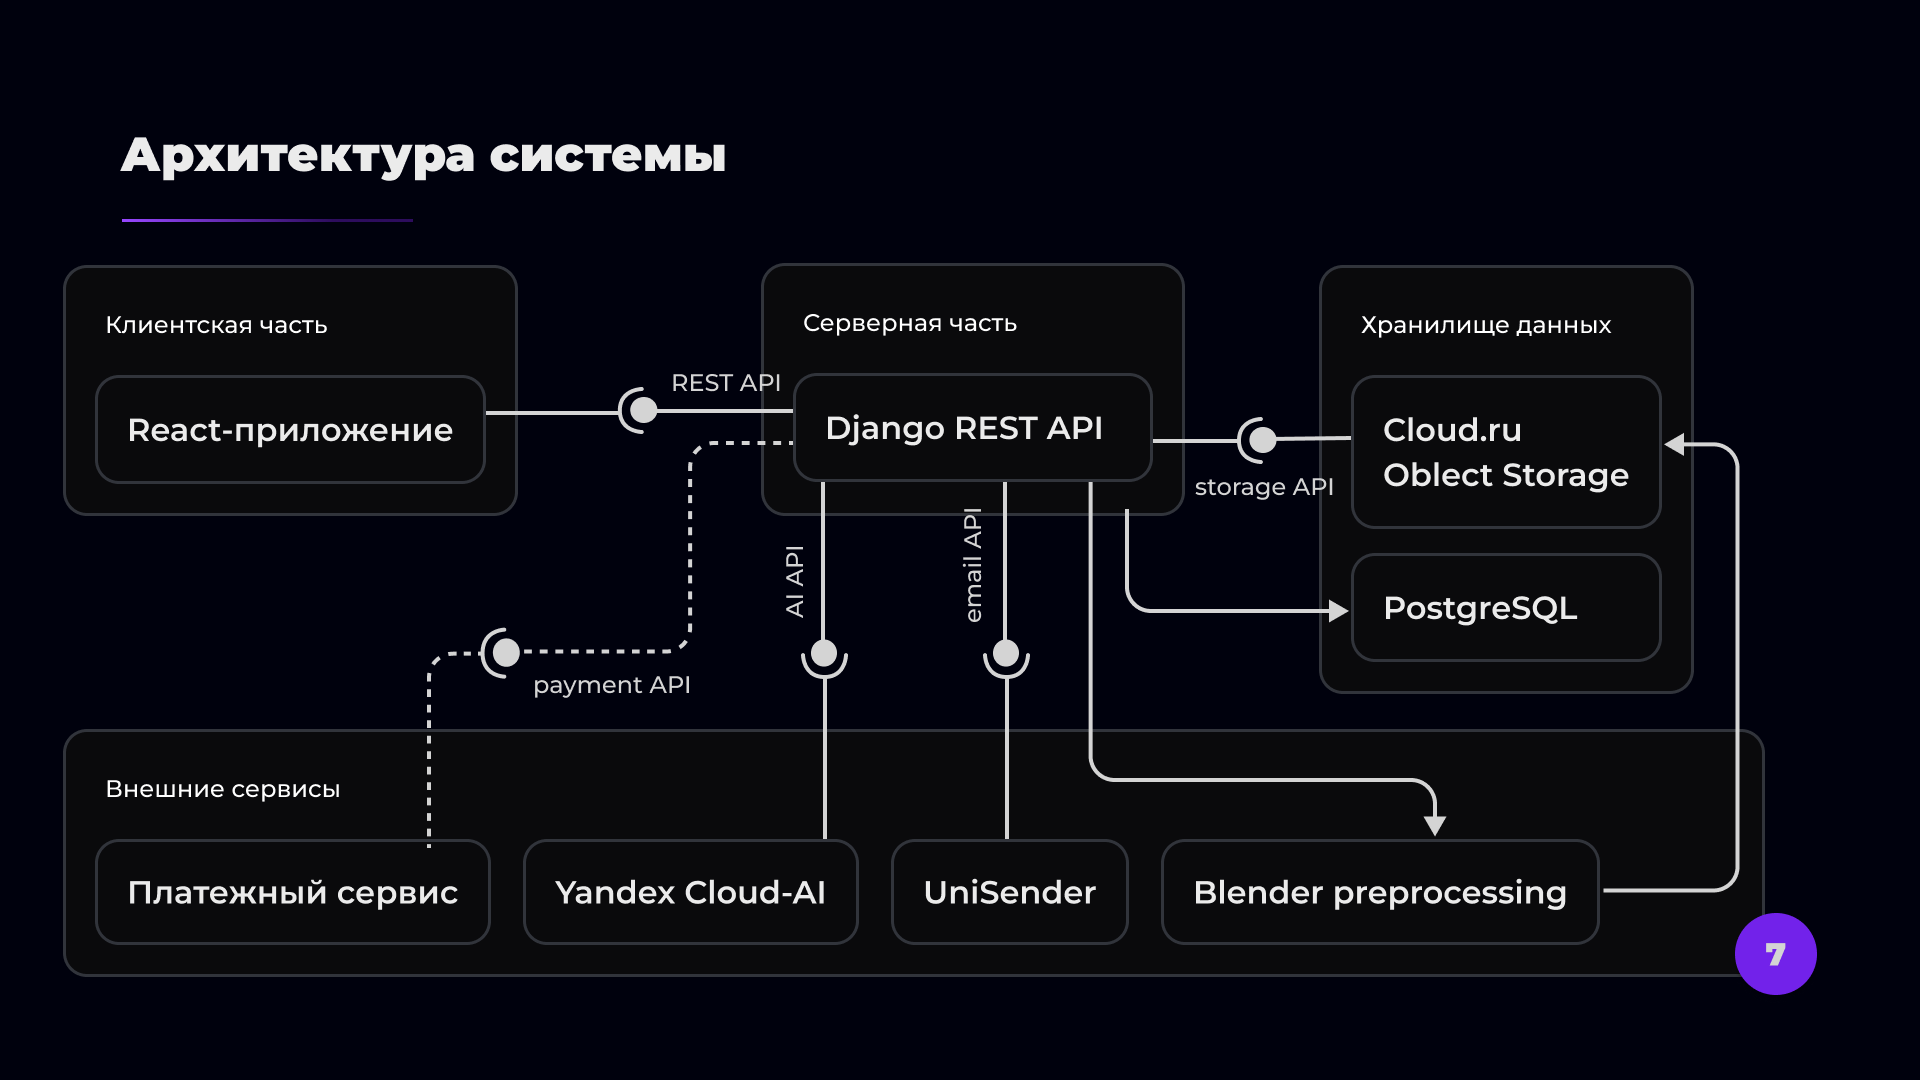 Архитектура системы
Клиентская часть
React-приложение
REST API
Серверная часть
Django REST API
storage API
Хранилище данных
Cloud.ru
Oblect Storage
PostgreSQL
AI API
email API
payment API
Внешние сервисы
Платежный сервис
Yandex Cloud-AI
UniSender
Blender preprocessing
7